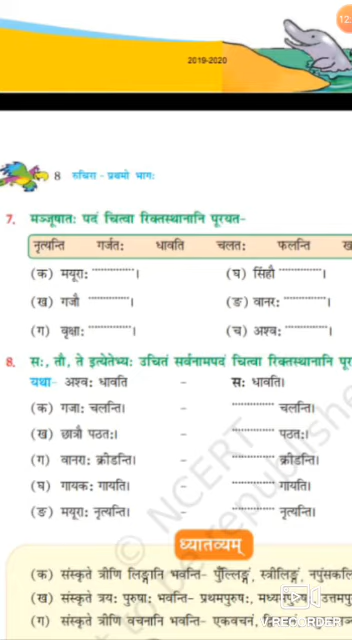 12:
2019-2020
8 रुचिरा - प्रथमो भागः
7. मञ्जूषातः पदं चित्वा रिक्तस्थानानि पूरयत-
नृत्यन्ति गर्जतः धावति चलतः फलन्ति ख
(क) मयूराः ............। (घ) सिंहौ ............।
(ख) गजौ ............। (ङ) वानरः ............।
(ग) वृक्षाः ............। (च) अश्वः ............।
8. सः, तौ, ते इत्येतेभ्यः उचितं सर्वनामपदं चित्वा रिक्तस्थानानि पूर
यथा- अश्वः धावति - सः धावति।
(क) गजाः चलन्ति। - ............ चलन्ति।
(ख) छात्रौ पठतः। - ............ पठतः।
(ग) वानराः क्रीडन्ति। - ............ क्रीडन्ति।
(घ) गायकः गायति। - ............ गायति।
(ङ) मयूराः नृत्यन्ति। - ............ नृत्यन्ति।
© NCERT
ध्यातव्यम्
(क) संस्कृते त्रीणि लिङ्गानि भवन्ति- पुँल्लिङ्गं, स्त्रीलिङ्गं, नपुंसकलि
(ख) संस्कृते त्रयः पुरुषाः भवन्ति- प्रथमपुरुषः, मध्यमपुरुषः, उत्तमपु
(ग) संस्कृते त्रीणि वचनानि भवन्ति- एकवचनं,
RECORDER